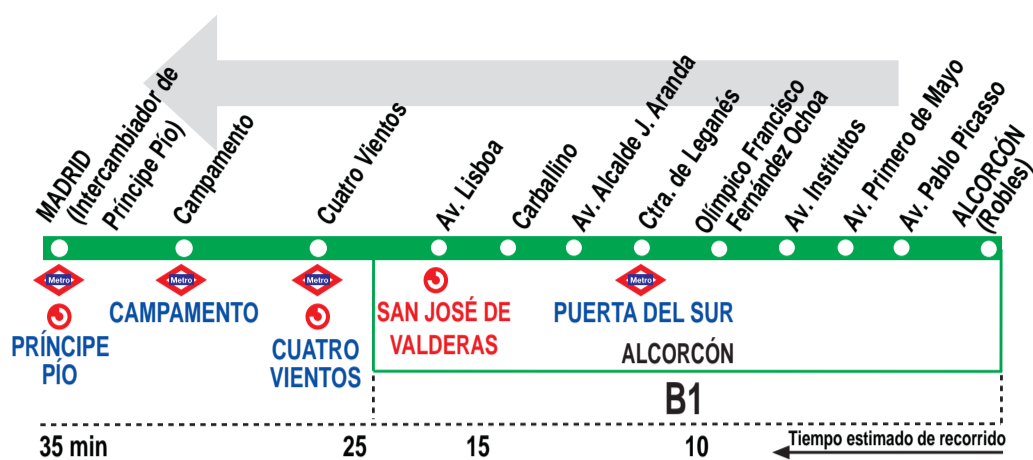 MADRID
(Intercambiador de
Príncipe Pío)
Campamento
Cuatro Vientos
Av. Lisboa
Carballino
Av. Alcalde J. Aranda
Ctra. de Leganés
Olímpico Francisco
Fernández Ochoa
Av. Institutos
Av. Primero de Mayo
Av. Pablo Picasso
ALCORCÓN
(Robles)
Metro
Metro
Metro
Metro
PRÍNCIPE
PÍO
CAMPAMENTO
CUATRO
VIENTOS
SAN JOSÉ DE
VALDERAS
PUERTA DEL SUR
ALCORCÓN
B1
35 min
25
15
10
Tiempo estimado de recorrido